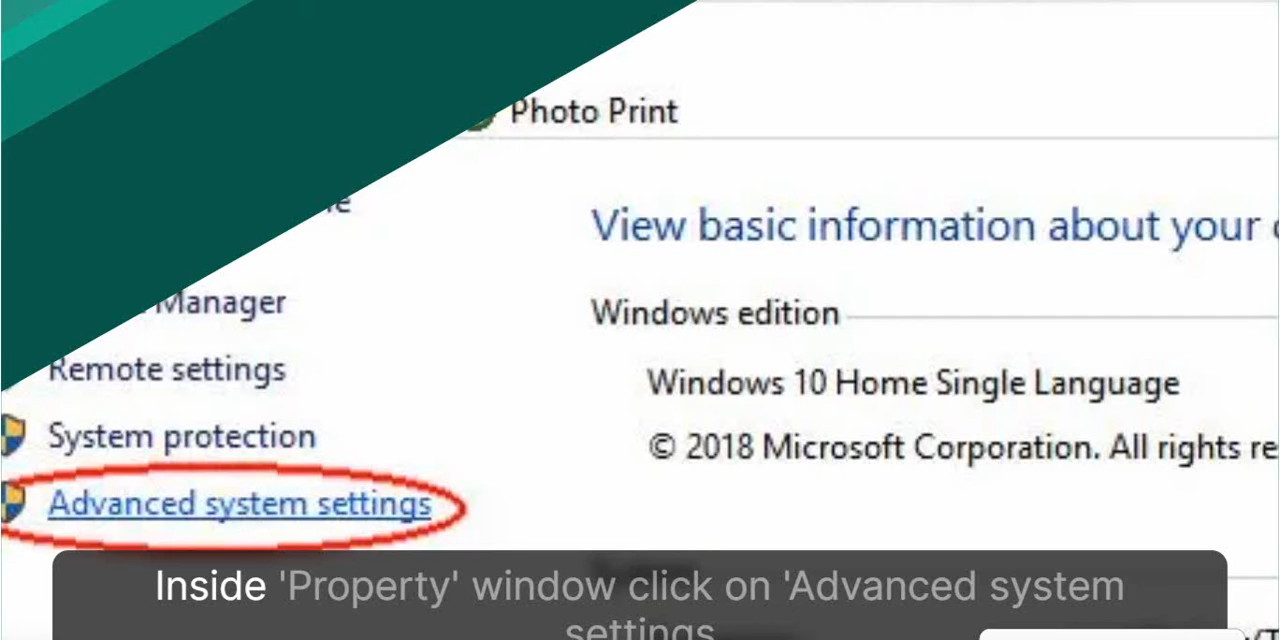 Photo Print
View basic information about your
Manager
Windows edition
Remote settings
Windows 10 Home Single Language
System protection
© 2018 Microsoft Corporation. All rights re
Advanced system settings
Inside 'Property' window click on 'Advanced system
settings